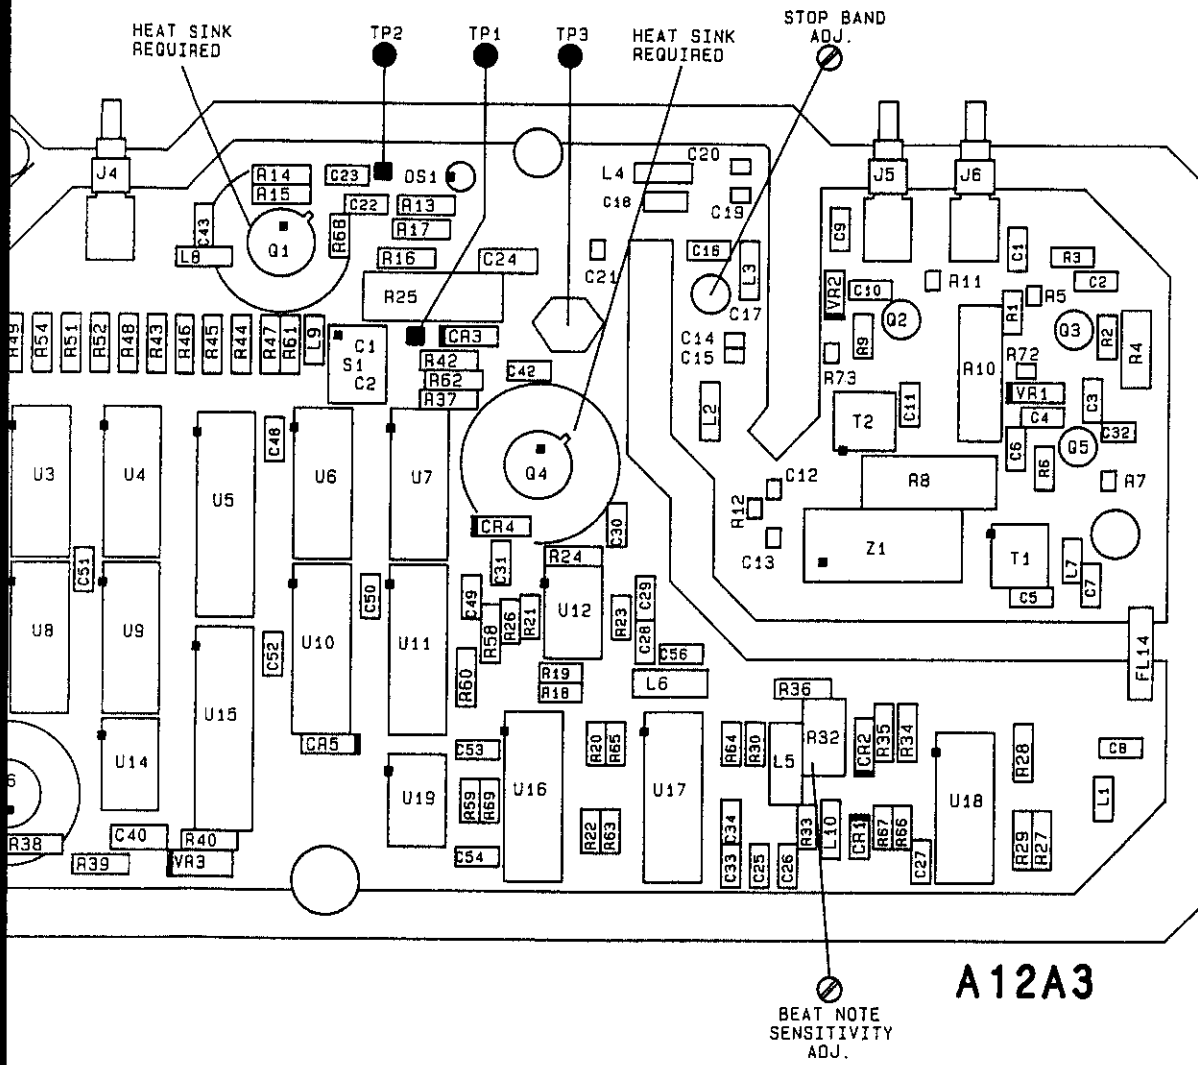 HEAT SINK
REQUIRED
TP2
TP1
TP3
HEAT SINK
REQUIRED
STOP BAND
ADJ.
J4
R14
R15
C23
DS1
C22
R13
R17
R68
C43
L8
Q1
R16
C24
R25
L4
C20
C18
C19
C21
C16
L3
C17
C14
C15
L2
J5
J6
C9
VR2
C10
Q2
R9
R73
R11
C1
R3
C2
R5
R1
Q3
R2
R4
R72
R10
VR1
C4
C3
C32
C6
R6
Q5
R7
T2
C11
R8
Z1
T1
L7
C7
C5
C12
R12
C13
FL14
R49
R54
R51
R52
R48
R43
R46
R45
R44
R47
R61
L9
C1
S1
C2
CR3
R42
R62
R37
C42
Q4
CR4
C30
C31
R24
U12
U3
U4
U5
C48
U6
U7
C51
U8
U9
C52
U10
C50
U11
C49
R58
R26
R21
R23
C29
C28
C56
R60
R19
R18
L6
U15
U14
CR5
C53
U19
R59
R69
C54
U16
R20
R65
R22
R63
U17
R64
R30
L5
R36
R32
CR2
R35
R34
C34
C33
C25
C26
R33
L10
CR1
R67
R66
C27
U18
R28
R29
R27
C8
L1
6
R38
C40
R40
R39
VR3
A12A3
BEAT NOTE
SENSITIVITY
ADJ.